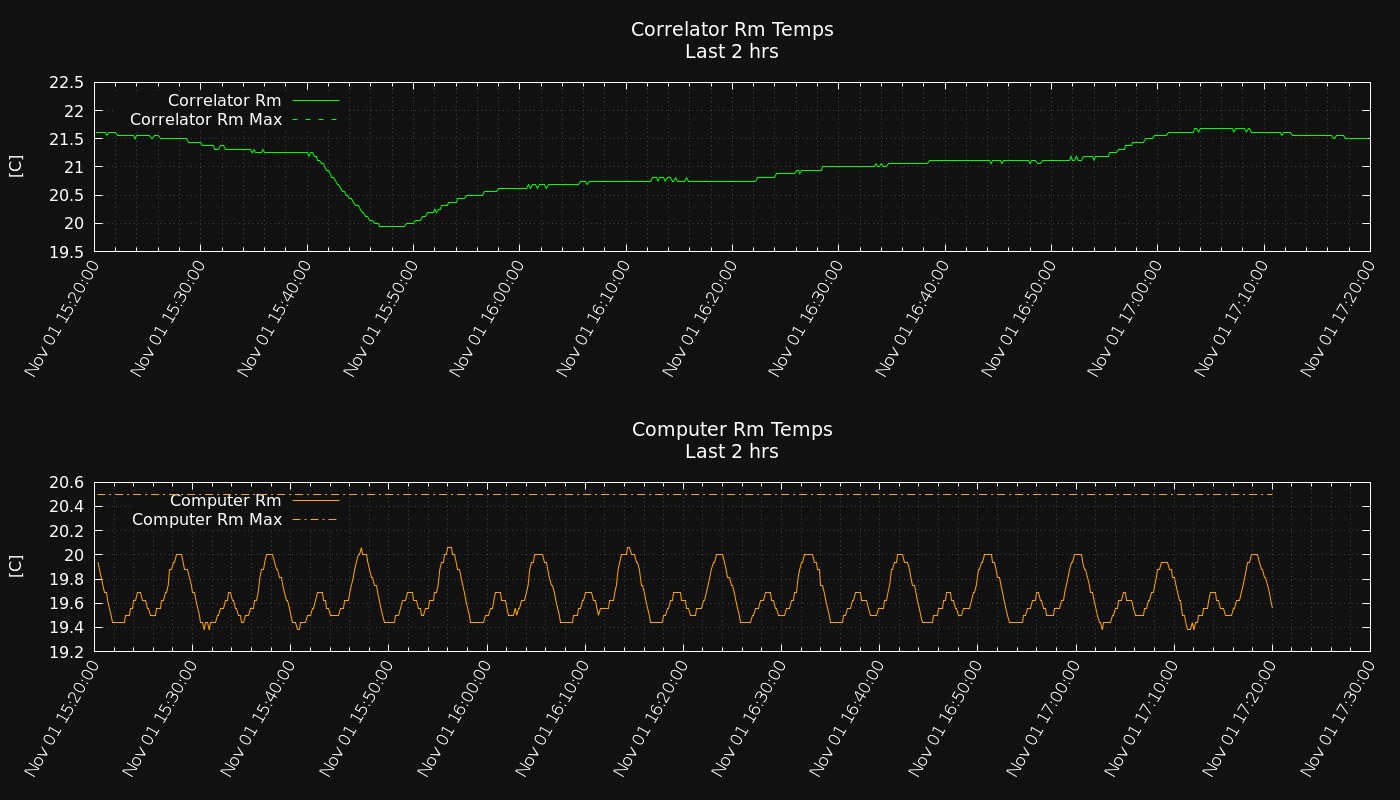 Correlator Rm Temps
Last 2 hrs
22.5
22
21.5
21
20.5
20
19.5
[C]
Correlator Rm
Correlator Rm Max
Nov 01 15:20:00
Nov 01 15:30:00
Nov 01 15:40:00
Nov 01 15:50:00
Nov 01 16:00:00
Nov 01 16:10:00
Nov 01 16:20:00
Nov 01 16:30:00
Nov 01 16:40:00
Nov 01 16:50:00
Nov 01 17:00:00
Nov 01 17:10:00
Nov 01 17:20:00
Computer Rm Temps
Last 2 hrs
20.6
20.4
20.2
20
19.8
19.6
19.4
19.2
[C]
Computer Rm
Computer Rm Max
Nov 01 15:20:00
Nov 01 15:30:00
Nov 01 15:40:00
Nov 01 15:50:00
Nov 01 16:00:00
Nov 01 16:10:00
Nov 01 16:20:00
Nov 01 16:30:00
Nov 01 16:40:00
Nov 01 16:50:00
Nov 01 17:00:00
Nov 01 17:10:00
Nov 01 17:20:00
Nov 01 17:30:00